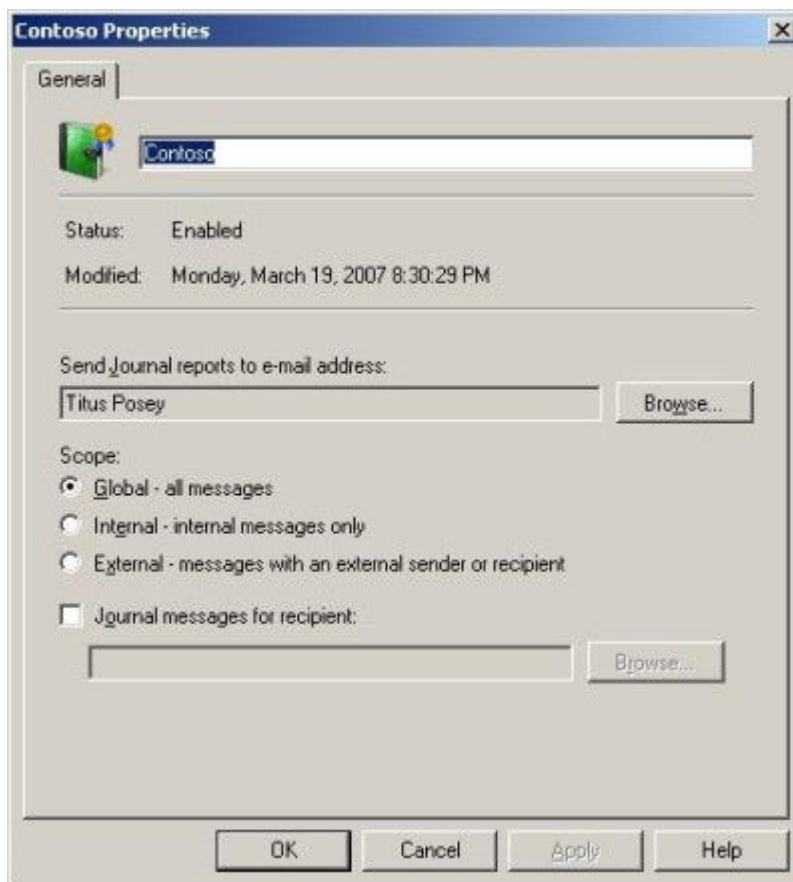 Contoso Properties
General
Contoso
Status: Enabled
Modified: Monday, March 19, 2007 8:30:29 PM
Send Journal reports to e-mail address:
Titus Posey Browse...
Scope:
Global - all messages
Internal - internal messages only
External - messages with an external sender or recipient
Journal messages for recipient:
Browse...
OK Cancel Apply Help